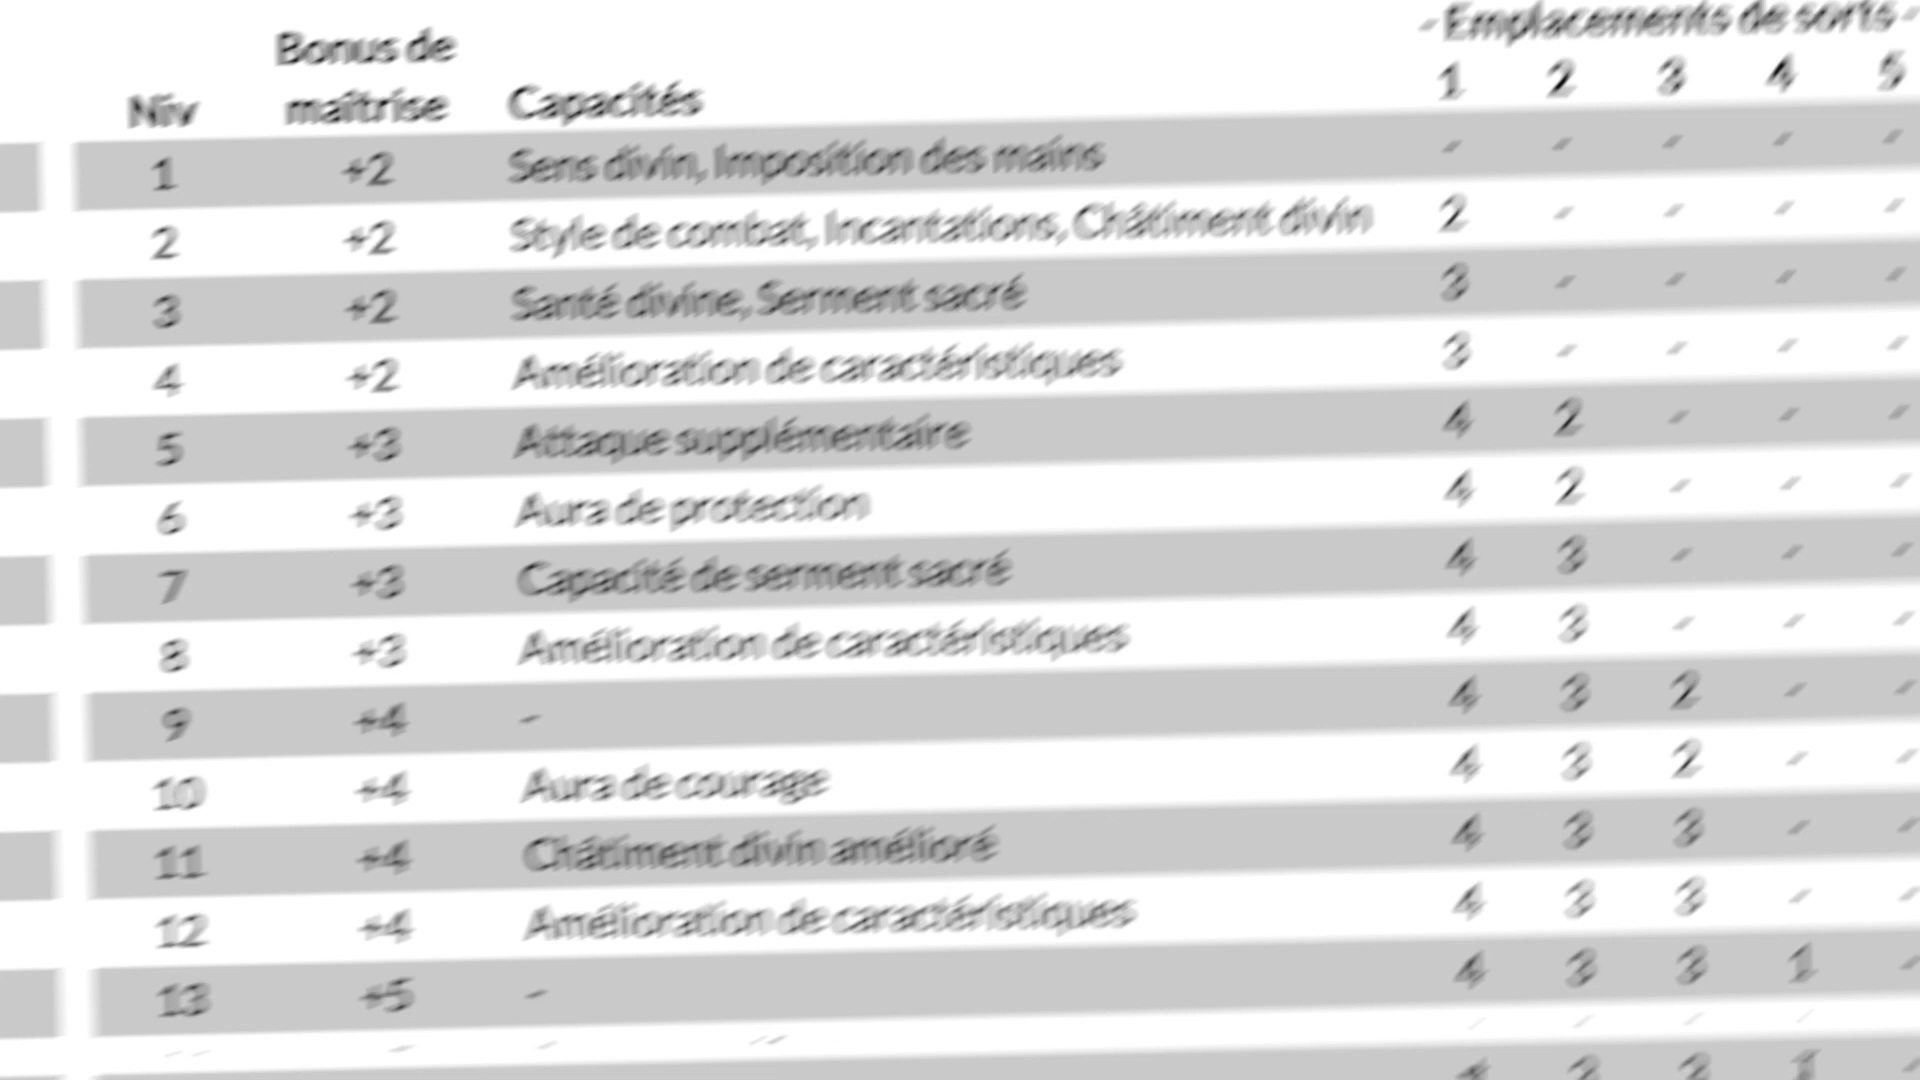 - Emplacements de sorts -
Bonus de
Niv maîtrise Capacités 1 2 3 4 5
1 +2 Sens divin, Imposition des mains - - - - -
2 +2 Style de combat, Incantations, Châtiment divin 2 - - - -
3 +2 Santé divine, Serment sacré 3 - - - -
4 +2 Amélioration de caractéristiques 3 - - - -
5 +3 Attaque supplémentaire 4 2 - - -
6 +3 Aura de protection 4 2 - - -
7 +3 Capacité de serment sacré 4 3 - - -
8 +3 Amélioration de caractéristiques 4 3 - - -
9 +4 - 4 3 2 - -
10 +4 Aura de courage 4 3 2 - -
11 +4 Châtiment divin amélioré 4 3 3 - -
12 +4 Amélioration de caractéristiques 4 3 3 - -
13 +5 - 4 3 3 1 -